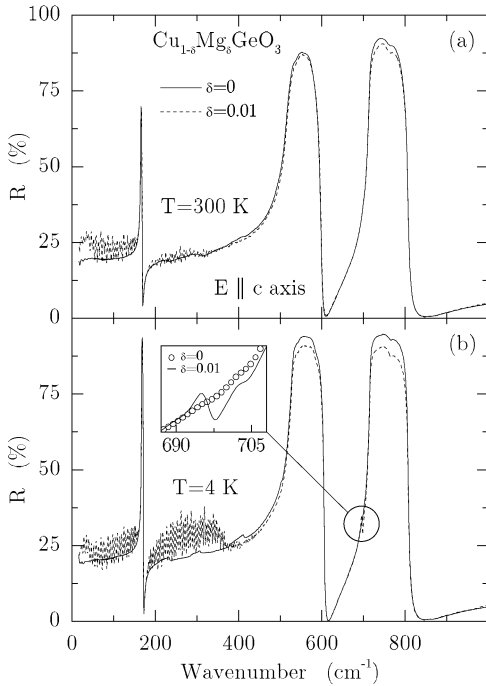 100
75
50
25
0
R (%)
Cu1-δMgδGeO3
(a)
δ=0
δ=0.01
T=300 K
E ∥ c axis
75
50
25
0
R (%)
(b)
δ=0
δ=0.01
690 705
T=4 K
0 200 400 600 800
Wavenumber (cm-1)